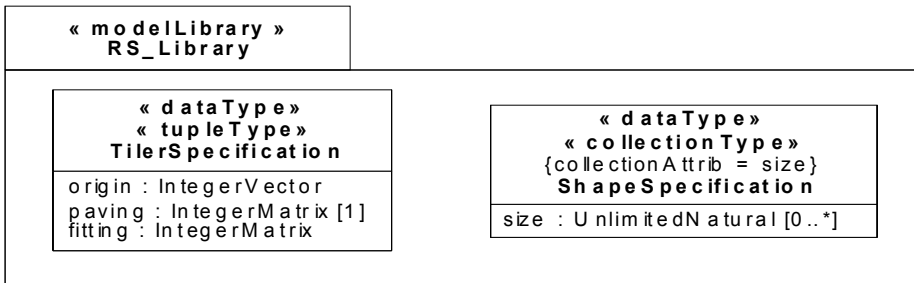 « modelLibrary »
RS_Library
« dataType»
« tupleType»
TilerSpecification
origin : IntegerVector
paving : IntegerMatrix [1]
fitting : IntegerMatrix
« dataType»
« collectionType»
{collectionAttrib = size}
ShapeSpecification
size : UnlimitedNatural [0..*]